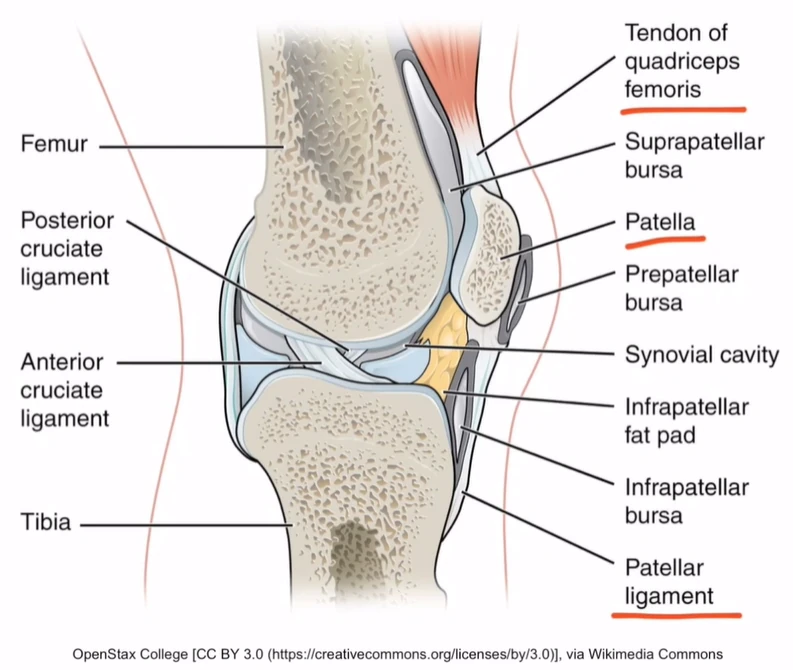 Femur
Posterior
cruciate
ligament
Anterior
cruciate
ligament
Tibia
Tendon of
quadriceps
femoris
Suprapatellar
bursa
Patella
Prepatellar
bursa
Synovial cavity
Infrapatellar
fat pad
Infrapatellar
bursa
Patellar
ligament
OpenStax College [CC BY 3.0 (https://creativecommons.org/licenses/by/3.0)], via Wikimedia Commons